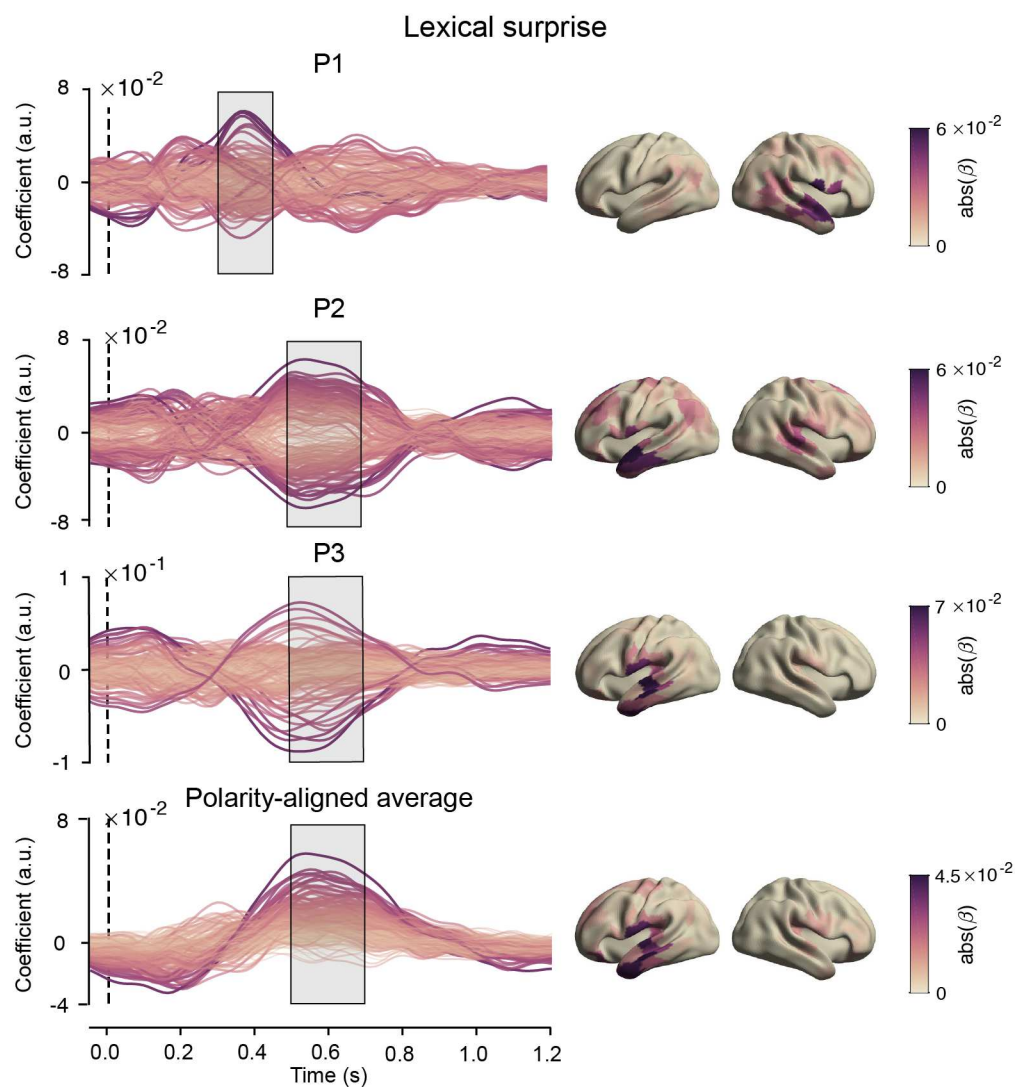 Lexical surprise
P1
×10⁻²
8
0
-8
Coefficient (a.u.)
6 ×10⁻²
0
abs(β)
P2
×10⁻²
8
0
-8
Coefficient (a.u.)
6 ×10⁻²
0
abs(β)
P3
×10⁻¹
1
0
-1
Coefficient (a.u.)
7 ×10⁻²
0
abs(β)
Polarity-aligned average
×10⁻²
8
0
-4
Coefficient (a.u.)
4.5 ×10⁻²
0
abs(β)
0.0 0.2 0.4 0.6 0.8 1.0 1.2
Time (s)